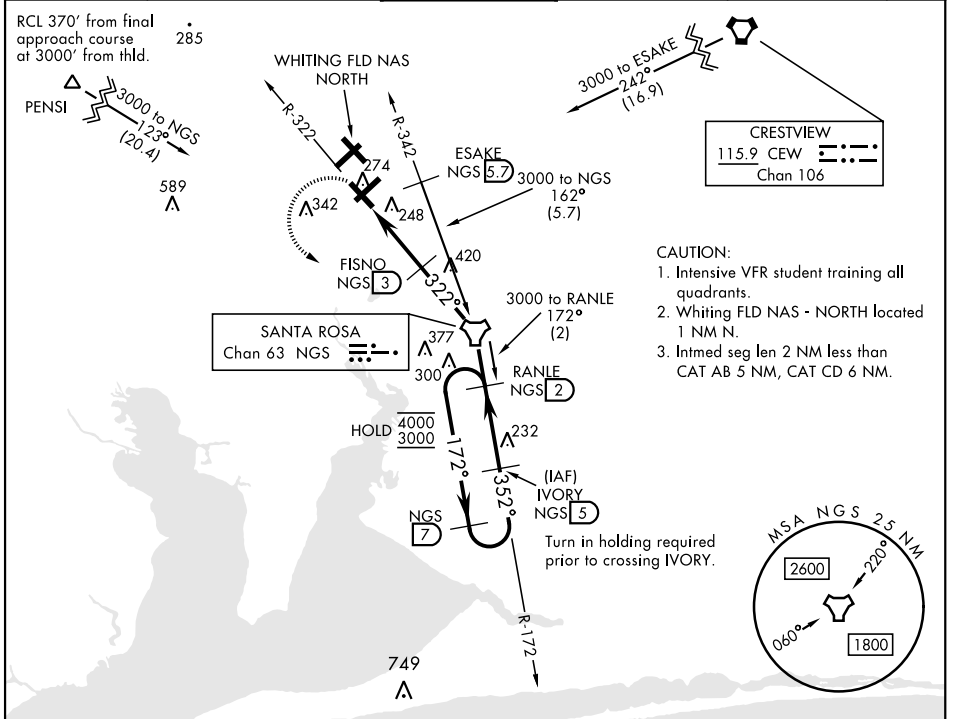 RCL 370' from final
approach course
at 3000' from thld.
285
PENSI
3000 to NGS
123°
(20.4)
589
WHITING FLD NAS
NORTH
R-322
R-342
274
342
248
ESAKE
NGS 5.7
3000 to NGS
162°
(5.7)
3000 to ESAKE
242°
(16.9)
CRESTVIEW
115.9 CEW
Chan 106
FISNO
NGS 3
322°
420
CAUTION:
1. Intensive VFR student training all
quadrants.
2. Whiting FLD NAS - NORTH located
1 NM N.
3. Intmed seg len 2 NM less than
CAT AB 5 NM, CAT CD 6 NM.
3000 to RANLE
172°
(2)
SANTA ROSA
Chan 63 NGS
377
300
RANLE
NGS 2
HOLD 4000
3000
172°
232
352°
(IAF)
IVORY
NGS 5
NGS
7
Turn in holding required
prior to crossing IVORY.
R-172
749
MSA NGS 25 NM
2600
220°
060°
1800